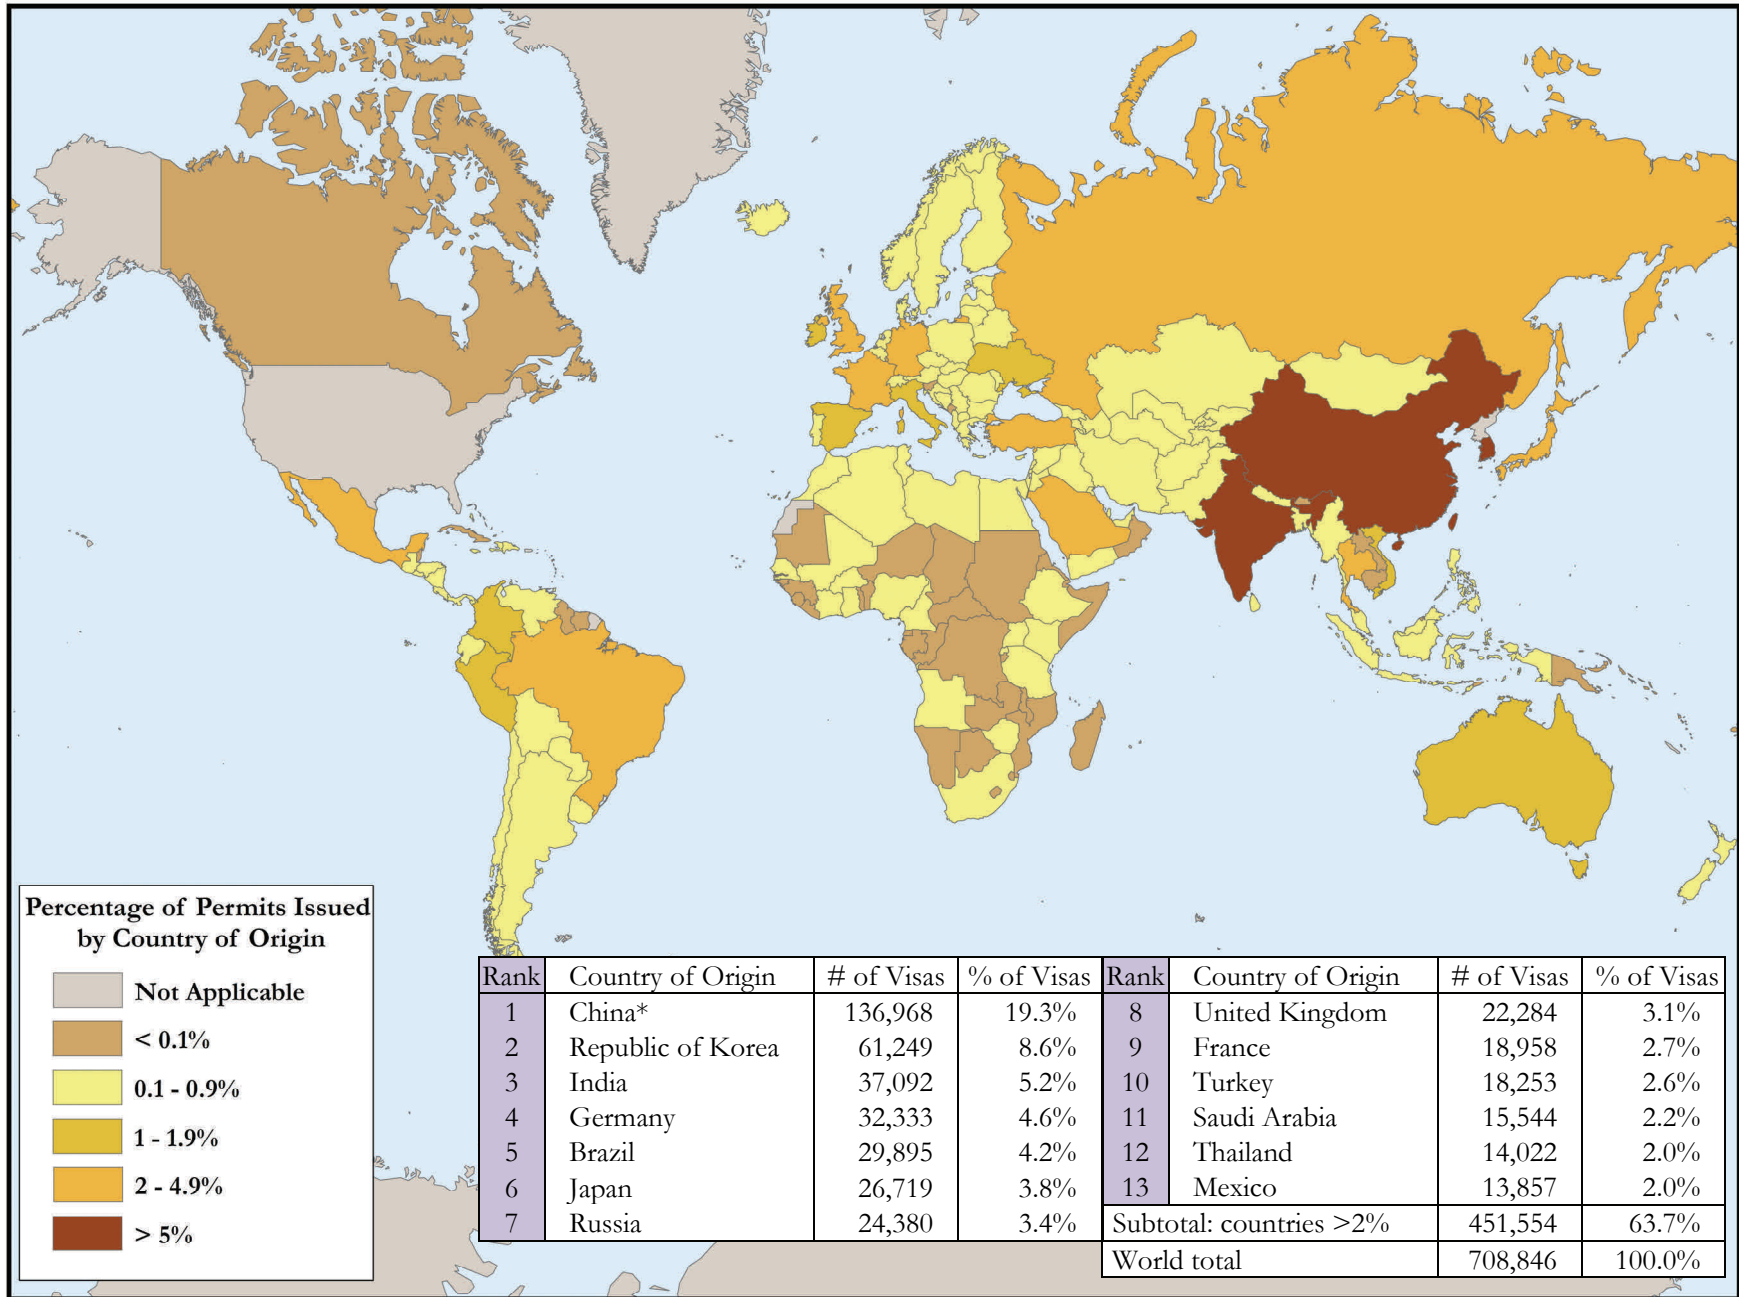 Percentage of Permits Issued
by Country of Origin
Not Applicable
< 0.1%
0.1 - 0.9%
1 - 1.9%
2 - 4.9%
> 5%
Rank Country of Origin # of Visas % of Visas Rank Country of Origin # of Visas % of Visas
1 China* 136,968 19.3% 8 United Kingdom 22,284 3.1%
2 Republic of Korea 61,249 8.6% 9 France 18,958 2.7%
3 India 37,092 5.2% 10 Turkey 18,253 2.6%
4 Germany 32,333 4.6% 11 Saudi Arabia 15,544 2.2%
5 Brazil 29,895 4.2% 12 Thailand 14,022 2.0%
6 Japan 26,719 3.8% 13 Mexico 13,857 2.0%
7 Russia 24,380 3.4% Subtotal: countries >2% 451,554 63.7%
World total 708,846 100.0%